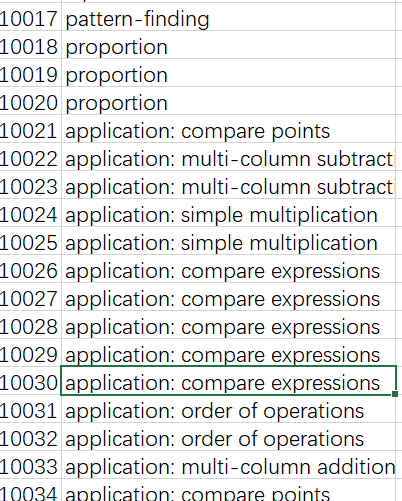 10017 pattern-finding
10018 proportion
10019 proportion
10020 proportion
10021 application: compare points
10022 application: multi-column subtracti
10023 application: multi-column subtracti
10024 application: simple multiplication
10025 application: simple multiplication
10026 application: compare expressions
10027 application: compare expressions
10028 application: compare expressions
10029 application: compare expressions
10030 application: compare expressions
10031 application: order of operations
10032 application: order of operations
10033 application: multi-column addition
10034 application: compare points